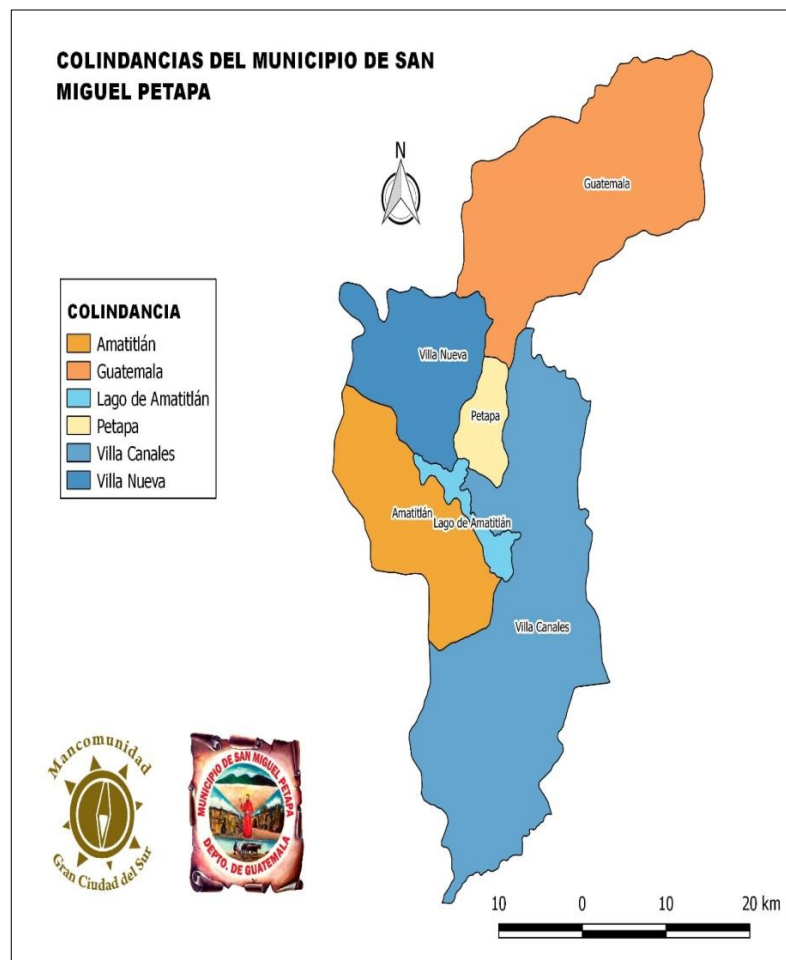 COLINDANCIAS DEL MUNICIPIO DE SAN
MIGUEL PETAPA
N
Guatemala
COLINDANCIA
Amatitlán
Guatemala
Lago de Amatitlán
Petapa
Villa Canales
Villa Nueva
Villa Nueva
Petapa
Amatitlán
Lago de Amatitlán
Villa Canales
Mancomunidad
Gran Ciudad del Sur
MUNICIPIO DE SAN MIGUEL PETAPA
DEPTO. DE GUATEMALA
10 0 10 20 km